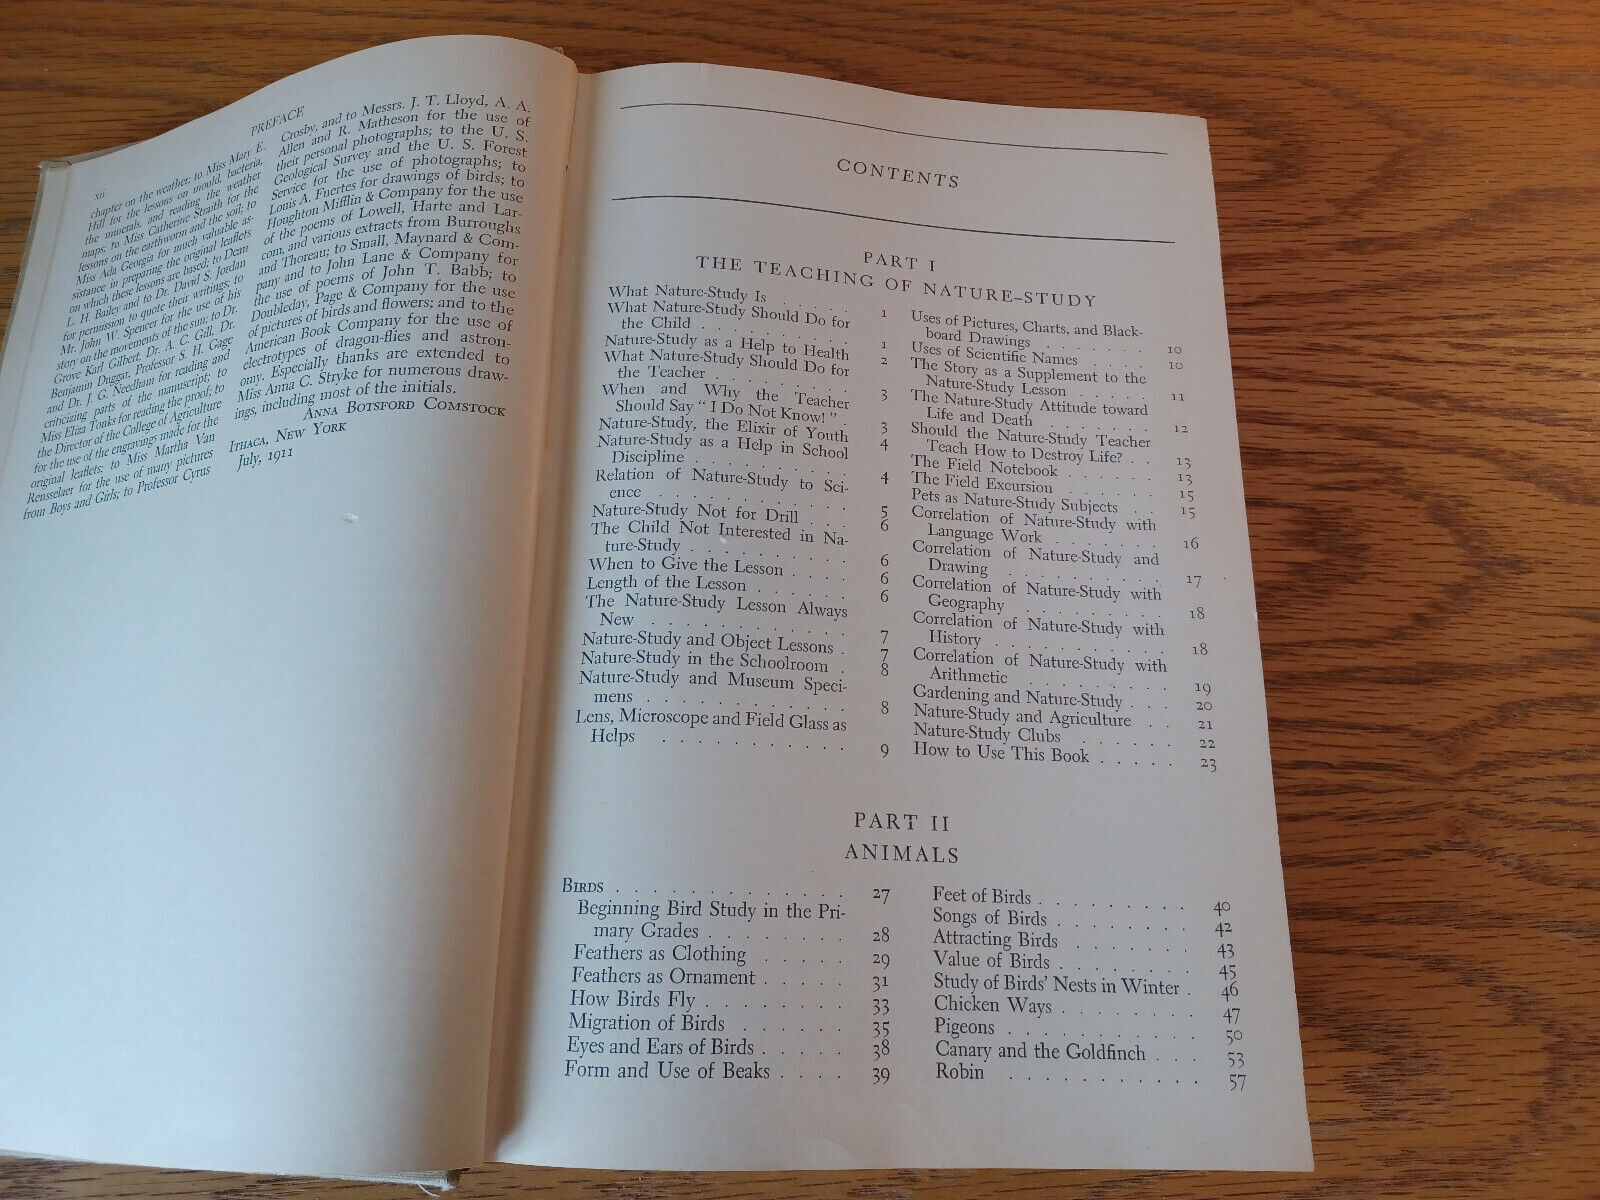 xii
PREFACE
chapter on the weather; to Miss Mary E.
Hill for the lessons on mould, bacteria,
the minerals, and reading the weather
maps; to Miss Catherine Straith for the
lessons on the earthworm and the soil; to
Miss Ada Georgia for much valuable as-
sistance in preparing the original leaflets
on which these lessons are based; to Dean
L. H. Bailey and to Dr. David S. Jordan
for permission to quote their writings; to
Mr. John W. Spencer for the use of his
story on the movements of the sun; to Dr.
Grove Karl Gilbert, Dr. A. C. Gill, Dr.
Benjamin Duggar, Professor S. H. Gage
and Dr. J. G. Needham for reading and
criticizing parts of the manuscript; to
Miss Eliza Tonks for reading the proof; to
the Director of the College of Agriculture
for the use of the engravings made for the
original leaflets; to Miss Martha Van
Rensselaer for the use of many pictures
from Boys and Girls; to Professor Cyrus
Crosby, and to Messrs. J. T. Lloyd, A. A.
Allen and R. Matheson for the use of
their personal photographs; to the U. S.
Geological Survey and the U. S. Forest
Service for the use of photographs; to
Louis A. Fuertes for drawings of birds; to
Houghton Mifflin & Company for the use
of the poems of Lowell, Harte and Lar-
com, and various extracts from Burroughs
and Thoreau; to Small, Maynard & Com-
pany and to John Lane & Company for
the use of poems of John T. Babb; to
Doubleday, Page & Company for the use
of pictures of birds and flowers; and to the
American Book Company for the use of
electrotypes of dragon-flies and astron-
omy. Especially thanks are extended to
Miss Anna C. Stryke for numerous draw-
ings, including most of the initials.
ANNA BOTSFORD COMSTOCK
ITHACA, NEW YORK
July, 1911
CONTENTS
PART I
THE TEACHING OF NATURE-STUDY
What Nature-Study Is . . . . . 1
What Nature-Study Should Do for
the Child . . . . . . . . . 1
Nature-Study as a Help to Health 2
What Nature-Study Should Do for
the Teacher . . . . . . . . 3
When and Why the Teacher
Should Say " I Do Not Know! " . 3
Nature-Study, the Elixir of Youth 4
Nature-Study as a Help in School
Discipline . . . . . . . . . 4
Relation of Nature-Study to Sci-
ence . . . . . . . . . . . 5
Nature-Study Not for Drill . . . 6
The Child Not Interested in Na-
ture-Study . . . . . . . . . 6
When to Give the Lesson . . . . 6
Length of the Lesson . . . . . . 6
The Nature-Study Lesson Always
New . . . . . . . . . . . . 7
Nature-Study and Object Lessons . 7
Nature-Study in the Schoolroom . 8
Nature-Study and Museum Speci-
mens . . . . . . . . . . . 8
Lens, Microscope and Field Glass as
Helps . . . . . . . . . . . 9
Uses of Pictures, Charts, and Black-
board Drawings . . . . . . . 10
Uses of Scientific Names . . . . 10
The Story as a Supplement to the
Nature-Study Lesson . . . . . 11
The Nature-Study Attitude toward
Life and Death . . . . . . . 12
Should the Nature-Study Teacher
Teach How to Destroy Life? . . 13
The Field Notebook . . . . . . 13
The Field Excursion . . . . . . 15
Pets as Nature-Study Subjects . . 15
Correlation of Nature-Study with
Language Work . . . . . . . 16
Correlation of Nature-Study and
Drawing . . . . . . . . . . 17
Correlation of Nature-Study with
Geography . . . . . . . . . 18
Correlation of Nature-Study with
History . . . . . . . . . . . 18
Correlation of Nature-Study with
Arithmetic . . . . . . . . . 19
Gardening and Nature-Study . . . 20
Nature-Study and Agriculture . . 21
Nature-Study Clubs . . . . . . 22
How to Use This Book . . . . . 23
PART II
ANIMALS
BIRDS . . . . . . . . . . . . . 27
Beginning Bird Study in the Pri-
mary Grades . . . . . . . . 28
Feathers as Clothing . . . . . 29
Feathers as Ornament . . . . . 31
How Birds Fly . . . . . . . . 33
Migration of Birds . . . . . . 35
Eyes and Ears of Birds . . . . . 38
Form and Use of Beaks . . . . 39
Feet of Birds . . . . . . . . . 40
Songs of Birds . . . . . . . . 42
Attracting Birds . . . . . . . 43
Value of Birds . . . . . . . . 45
Study of Birds' Nests in Winter . 46
Chicken Ways . . . . . . . . 47
Pigeons . . . . . . . . . . . 50
Canary and the Goldfinch . . . 53
Robin . . . . . . . . . . . . 57